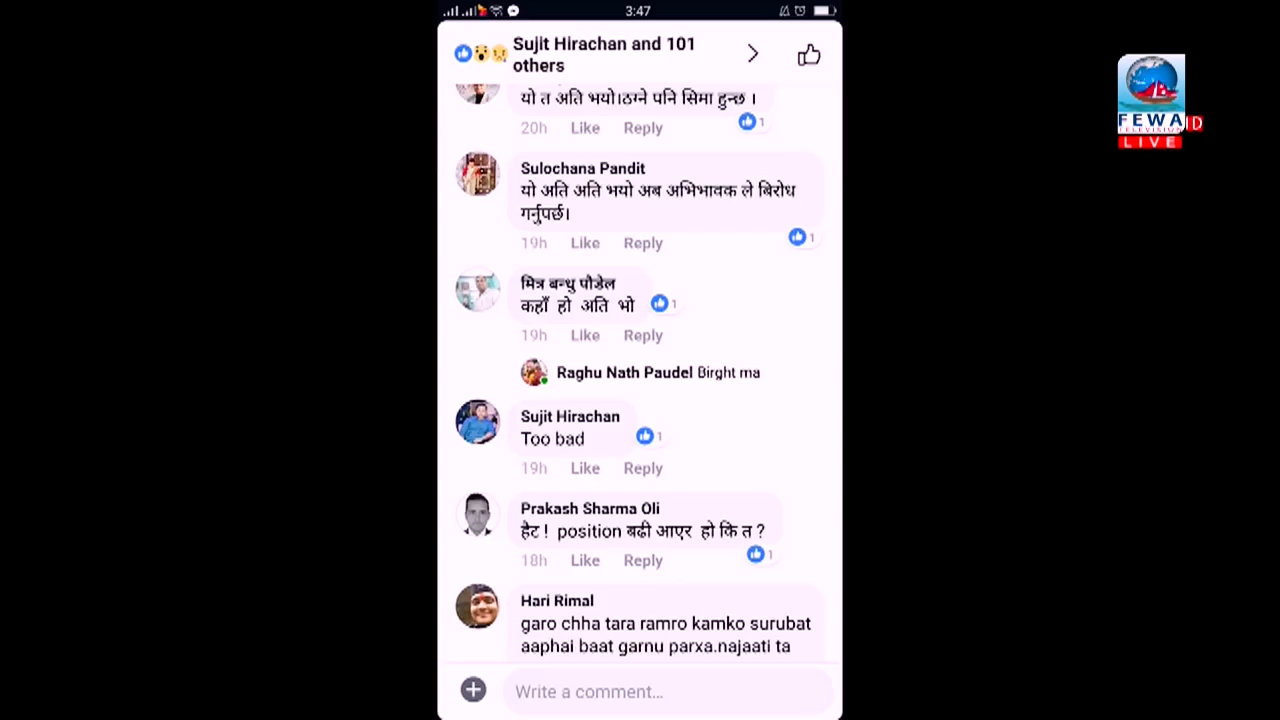 3:47
Sujit Hirachan and 101
others
यो त अति भयो।ठग्ने पनि सिमा हुन्छ ।
1
20h Like Reply
Sulochana Pandit
यो अति अति भयो अब अभिभावक ले बिरोध
गर्नुपर्छ।
1
19h Like Reply
मित्र बन्धु पौडेल
कहाँ हो अति भो
1
19h Like Reply
Raghu Nath Paudel Birght ma
Sujit Hirachan
Too bad
1
19h Like Reply
Prakash Sharma Oli
हैट ! position बढी आएर हो कि त ?
1
18h Like Reply
Hari Rimal
garo chha tara ramro kamko surubat
aaphai baat garnu parxa.najaati ta
Write a comment...
FEWA HD
TELEVISION
LIVE